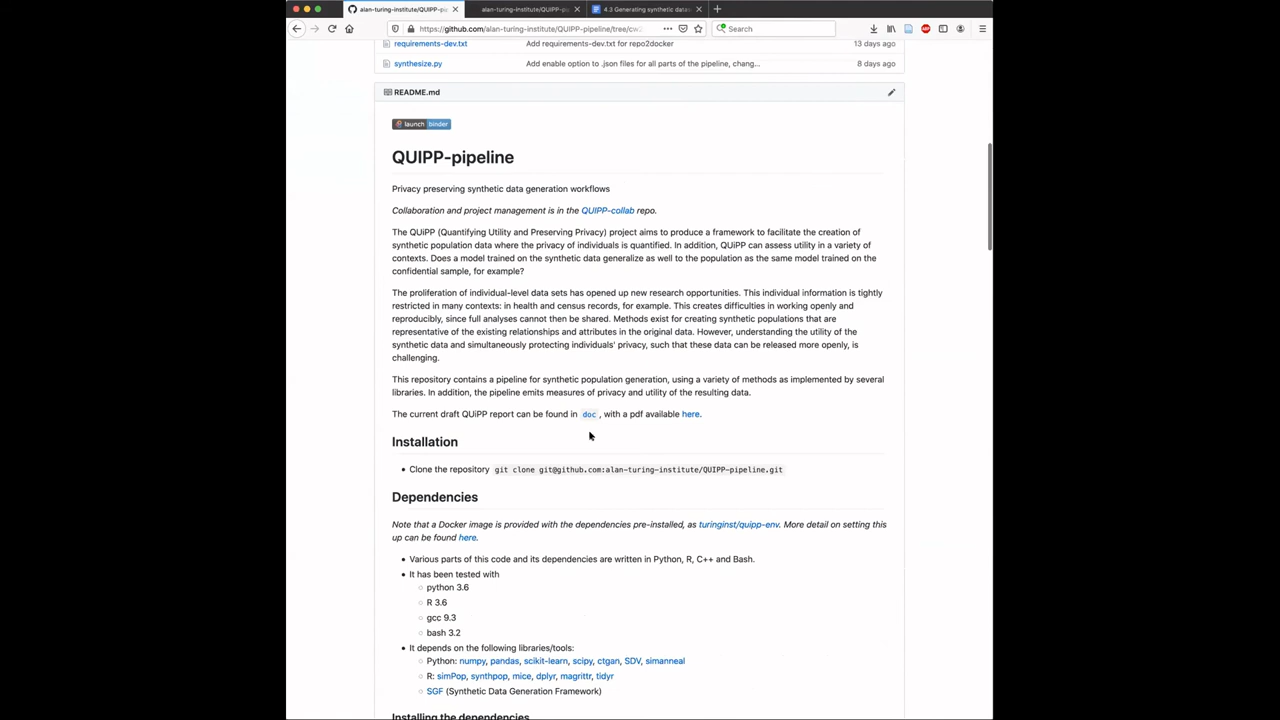 alan-turing-institute/QUIPP-pi
alan-turing-institute/QUIPP-pi
4.3 Generating synthetic datas
https://github.com/alan-turing-institute/QUIPP-pipeline/tree/cw2
Search
requirements-dev.txt Add requirements-dev.txt for repo2docker 13 days ago
synthesize.py Add enable option to .json files for all parts of the pipeline, chang... 8 days ago
README.md
launch binder
QUIPP-pipeline
Privacy preserving synthetic data generation workflows
Collaboration and project management is in the QUIPP-collab repo.
The QUiPP (Quantifying Utility and Preserving Privacy) project aims to produce a framework to facilitate the creation of
synthetic population data where the privacy of individuals is quantified. In addition, QUiPP can assess utility in a variety of
contexts. Does a model trained on the synthetic data generalize as well to the population as the same model trained on the
confidential sample, for example?
The proliferation of individual-level data sets has opened up new research opportunities. This individual information is tightly
restricted in many contexts: in health and census records, for example. This creates difficulties in working openly and
reproducibly, since full analyses cannot then be shared. Methods exist for creating synthetic populations that are
representative of the existing relationships and attributes in the original data. However, understanding the utility of the
synthetic data and simultaneously protecting individuals' privacy, such that these data can be released more openly, is
challenging.
This repository contains a pipeline for synthetic population generation, using a variety of methods as implemented by several
libraries. In addition, the pipeline emits measures of privacy and utility of the resulting data.
The current draft QUiPP report can be found in doc , with a pdf available here.
Installation
• Clone the repository git clone git@github.com:alan-turing-institute/QUIPP-pipeline.git
Dependencies
Note that a Docker image is provided with the dependencies pre-installed, as turinginst/quipp-env. More detail on setting this
up can be found here.
• Various parts of this code and its dependencies are written in Python, R, C++ and Bash.
• It has been tested with
○ python 3.6
○ R 3.6
○ gcc 9.3
○ bash 3.2
• It depends on the following libraries/tools:
○ Python: numpy, pandas, scikit-learn, scipy, ctgan, SDV, simanneal
○ R: simPop, synthpop, mice, dplyr, magrittr, tidyr
○ SGF (Synthetic Data Generation Framework)
Installing the dependencies